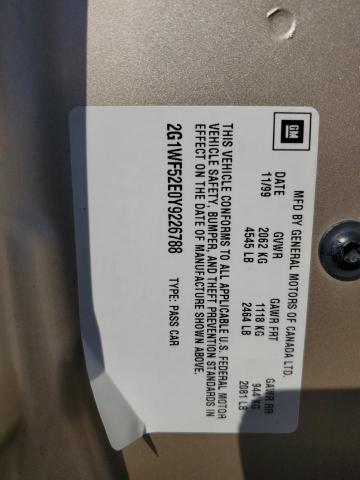 GM
MFD BY GENERAL MOTORS OF CANADA LTD.
DATE GVWR GAWR FRT GAWR RR
11/99 2062 KG 1118 KG 944 KG
4545 LB 2464 LB 2081 LB
THIS VEHICLE CONFORMS TO ALL APPLICABLE U.S. FEDERAL MOTOR
VEHICLE SAFETY, BUMPER, AND THEFT PREVENTION STANDARDS IN
EFFECT ON THE DATE OF MANUFACTURE SHOWN ABOVE.
2G1WF52E0Y9226788 TYPE: PASS CAR